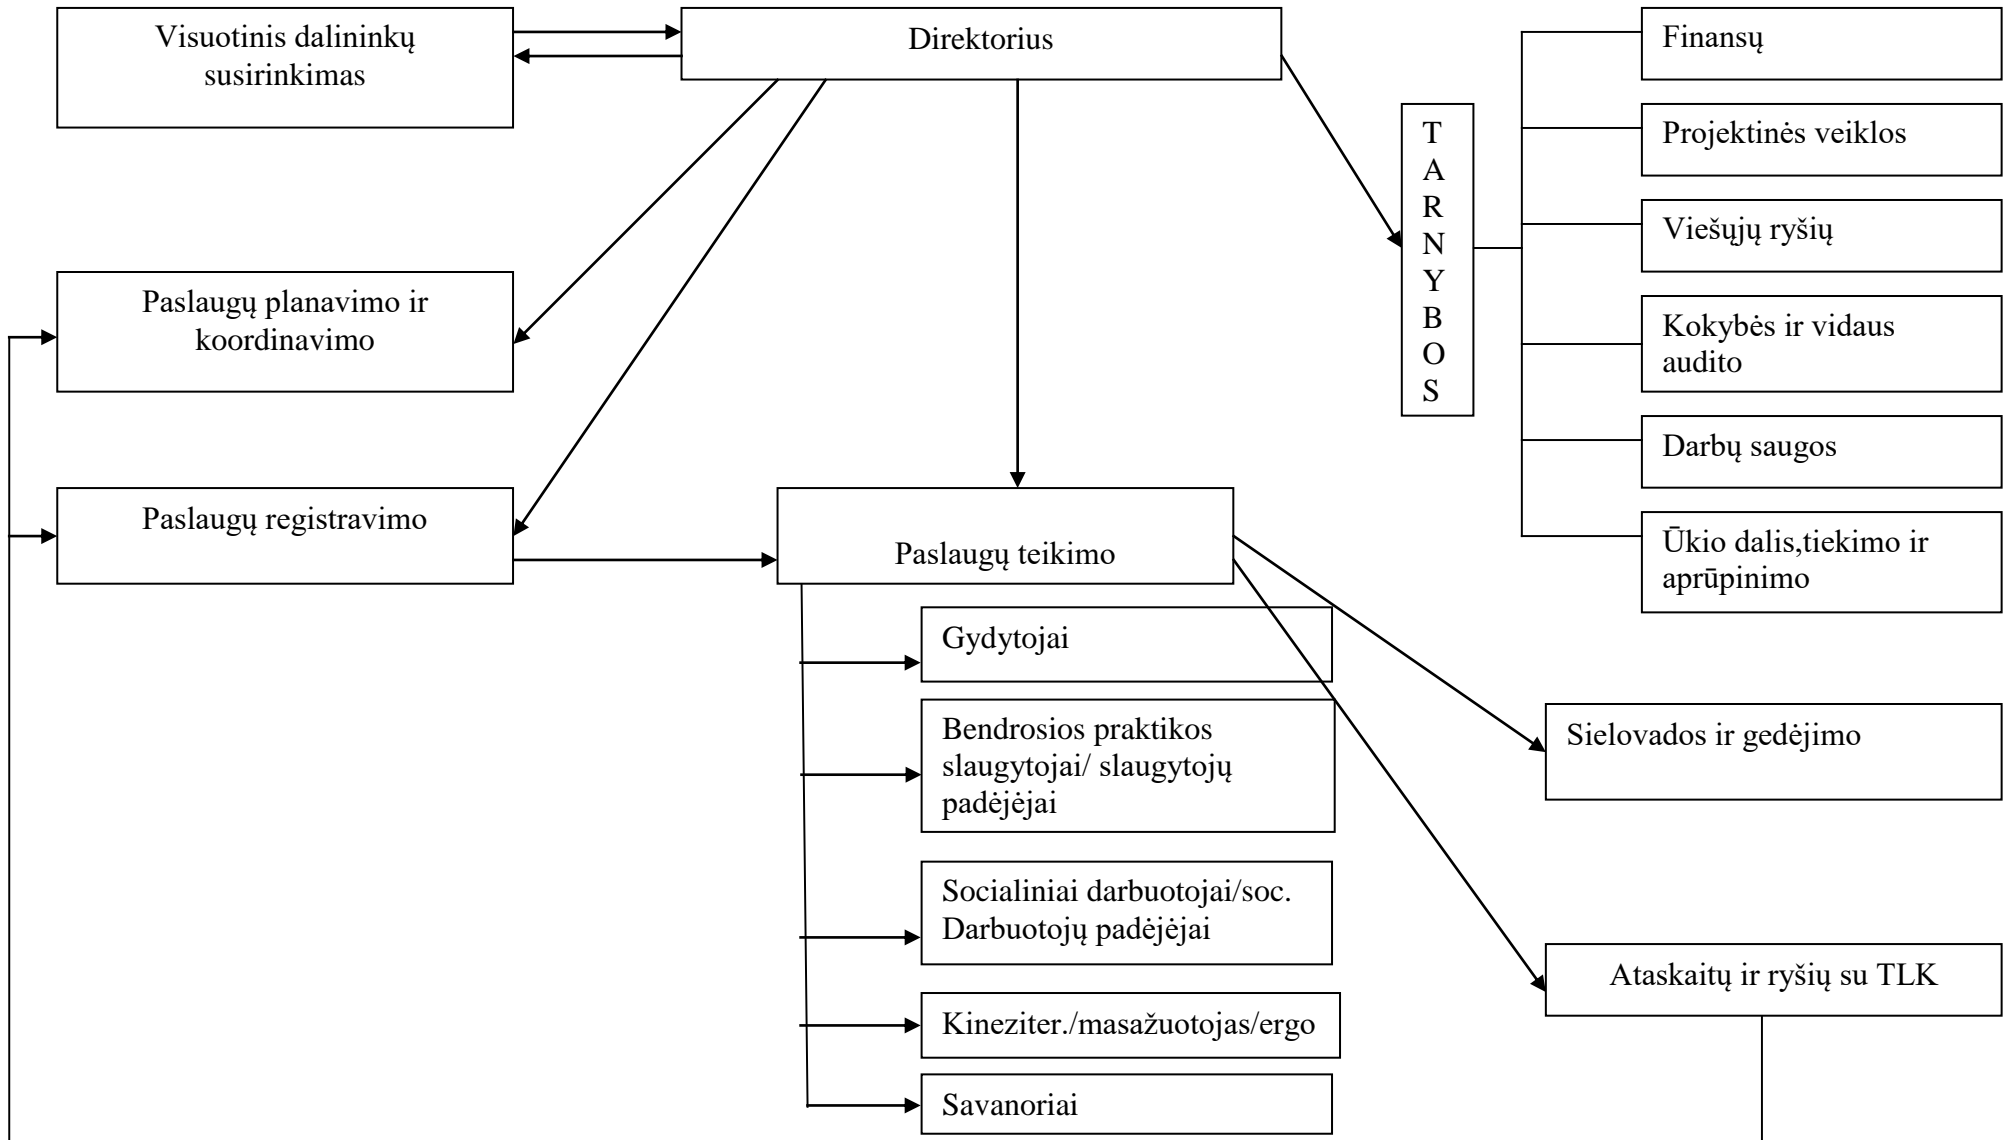 Visuotinis dalininkų
susirinkimas
Direktorius
T
A
R
N
Y
B
O
S
Finansų
Projektinės veiklos
Viešųjų ryšių
Kokybės ir vidaus
audito
Darbų saugos
Ūkio dalis,tiekimo ir
aprūpinimo
Paslaugų planavimo ir
koordinavimo
Paslaugų registravimo
Paslaugų teikimo
Gydytojai
Bendrosios praktikos
slaugytojai/ slaugytojų
padėjėjai
Socialiniai darbuotojai/soc.
Darbuotojų padėjėjai
Kineziter./masažuotojas/ergo
Savanoriai
Sielovados ir gedėjimo
Ataskaitų ir ryšių su TLK